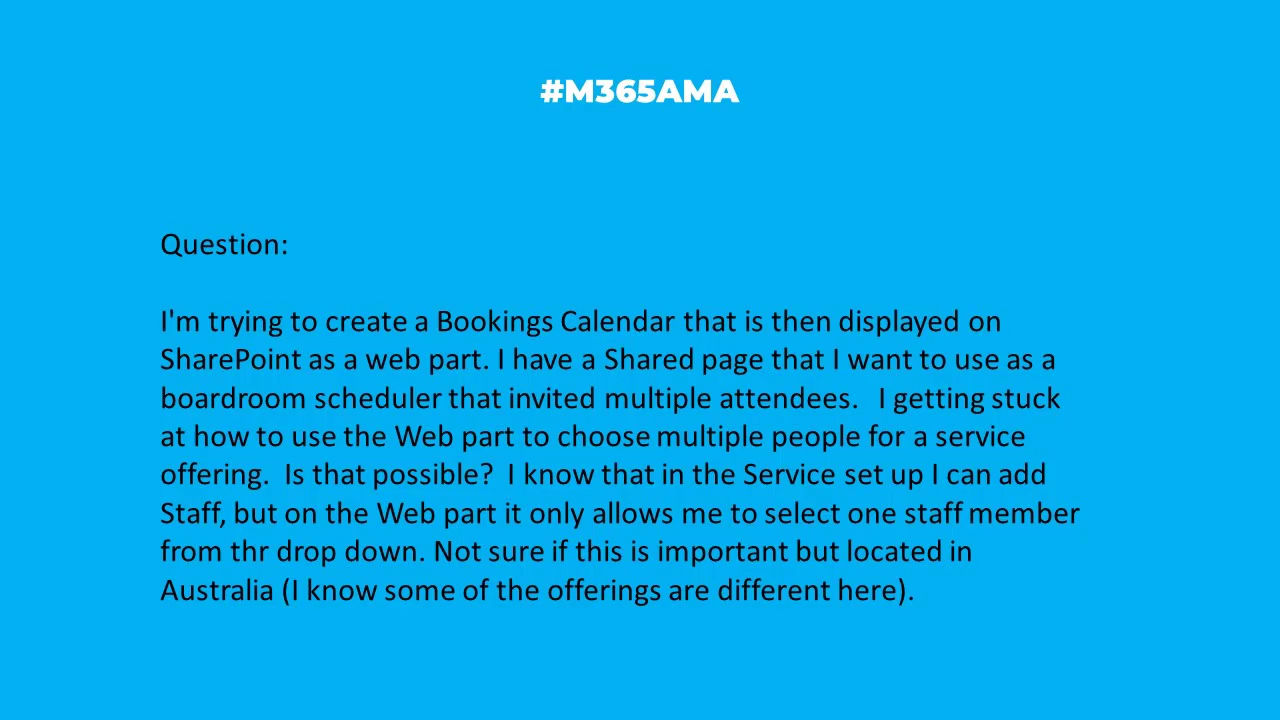 #M365AMA
Question:
I'm trying to create a Bookings Calendar that is then displayed on
SharePoint as a web part. I have a Shared page that I want to use as a
boardroom scheduler that invited multiple attendees.   I getting stuck
at how to use the Web part to choose multiple people for a service
offering.  Is that possible?  I know that in the Service set up I can add
Staff, but on the Web part it only allows me to select one staff member
from thr drop down. Not sure if this is important but located in
Australia (I know some of the offerings are different here).